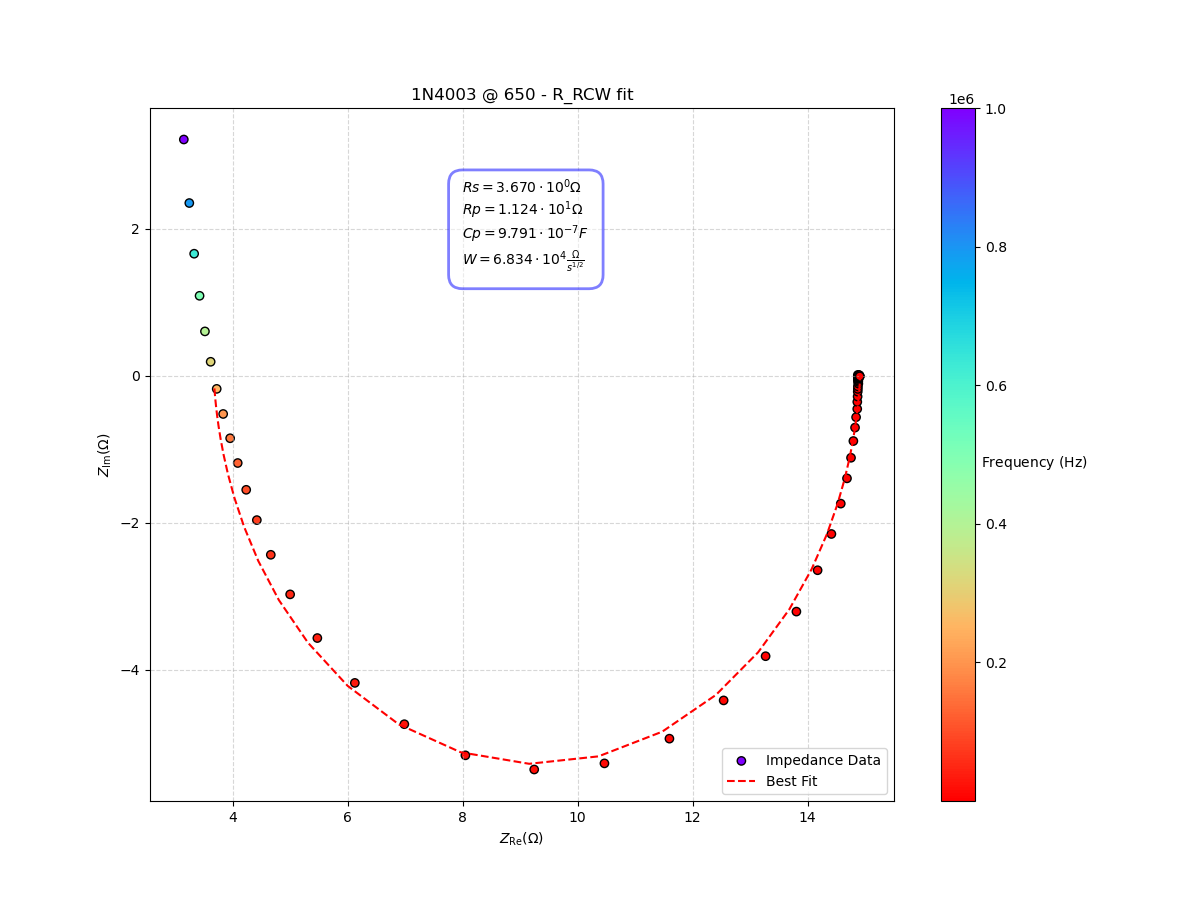 1N4003 @ 650 - R_RCW fit
1e6
Rs = 3.670 · 10⁰Ω
Rp = 1.124 · 10¹Ω
Cp = 9.791 · 10⁻⁷F
W = 6.834 · 10⁴ Ω/s^{1/2}
2
0
−2
−4
Z_Im(Ω)
4
6
8
10
12
14
Z_Re(Ω)
Impedance Data
Best Fit
1.0
0.8
0.6
0.4
0.2
Frequency (Hz)